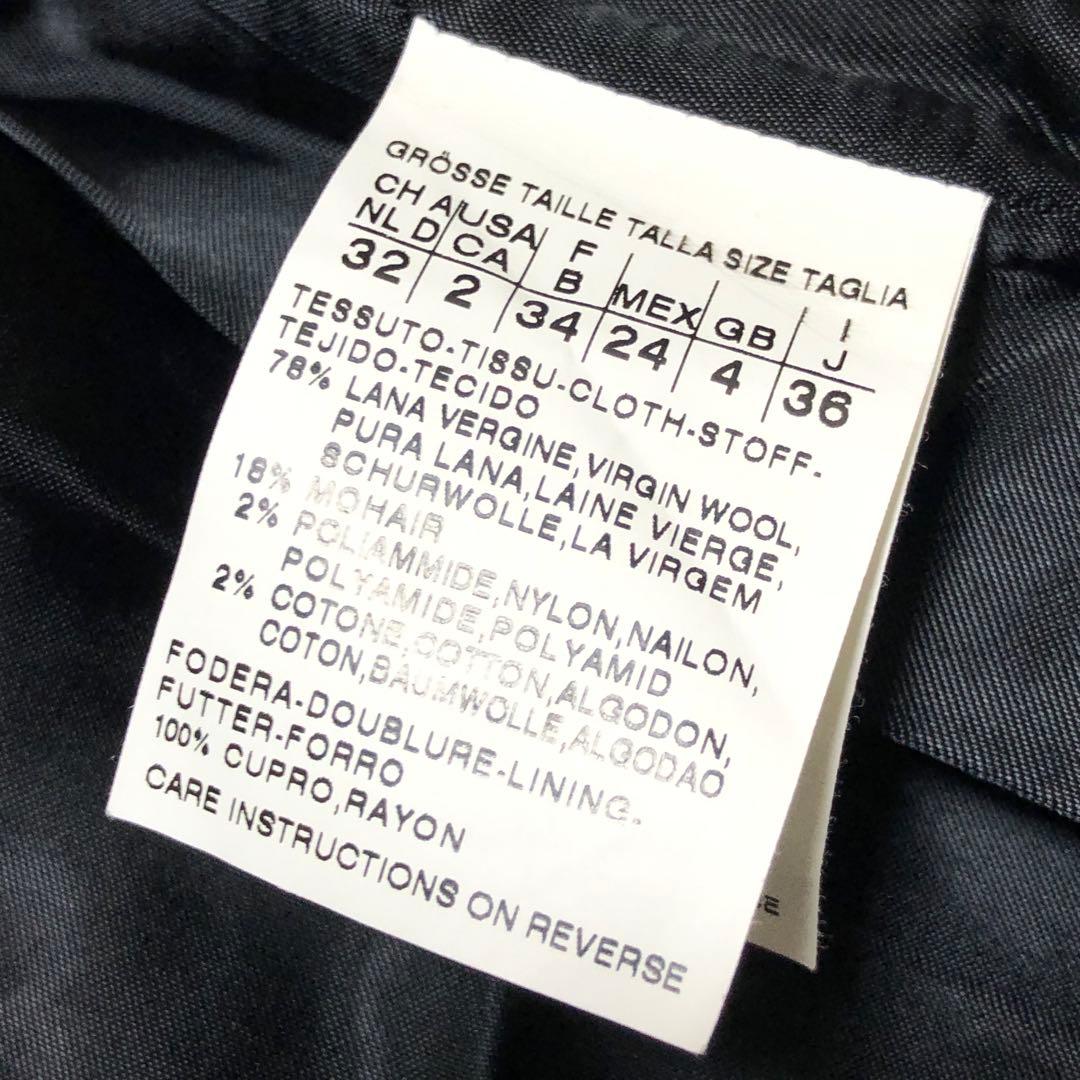 GRÖSSE TAILLE TALLA SIZE TAGLIA
CH A/USA/ F | | I
NL D/CA/ B |MEX| GB | J
32 | 2 | 34 | 24 | 4 | 36
TESSUTO-TISSU-CLOTH-STOFF-
TEJIDO-TECIDO
78% LANA VERGINE,VIRGIN WOOL,
PURA LANA,LAINE VIERGE,
SCHURWOLLE,LA VIRGEM
18% MOHAIR
2% POLIAMMIDE,NYLON,NAILON,
POLYAMIDE,POLYAMID
2% COTONE,COTTON,ALGODON,
COTON,BAUMWOLLE,ALGODAO
FODERA-DOUBLURE-LINING-
FUTTER-FORRO
100% CUPRO,RAYON
CARE INSTRUCTIONS ON REVERSE